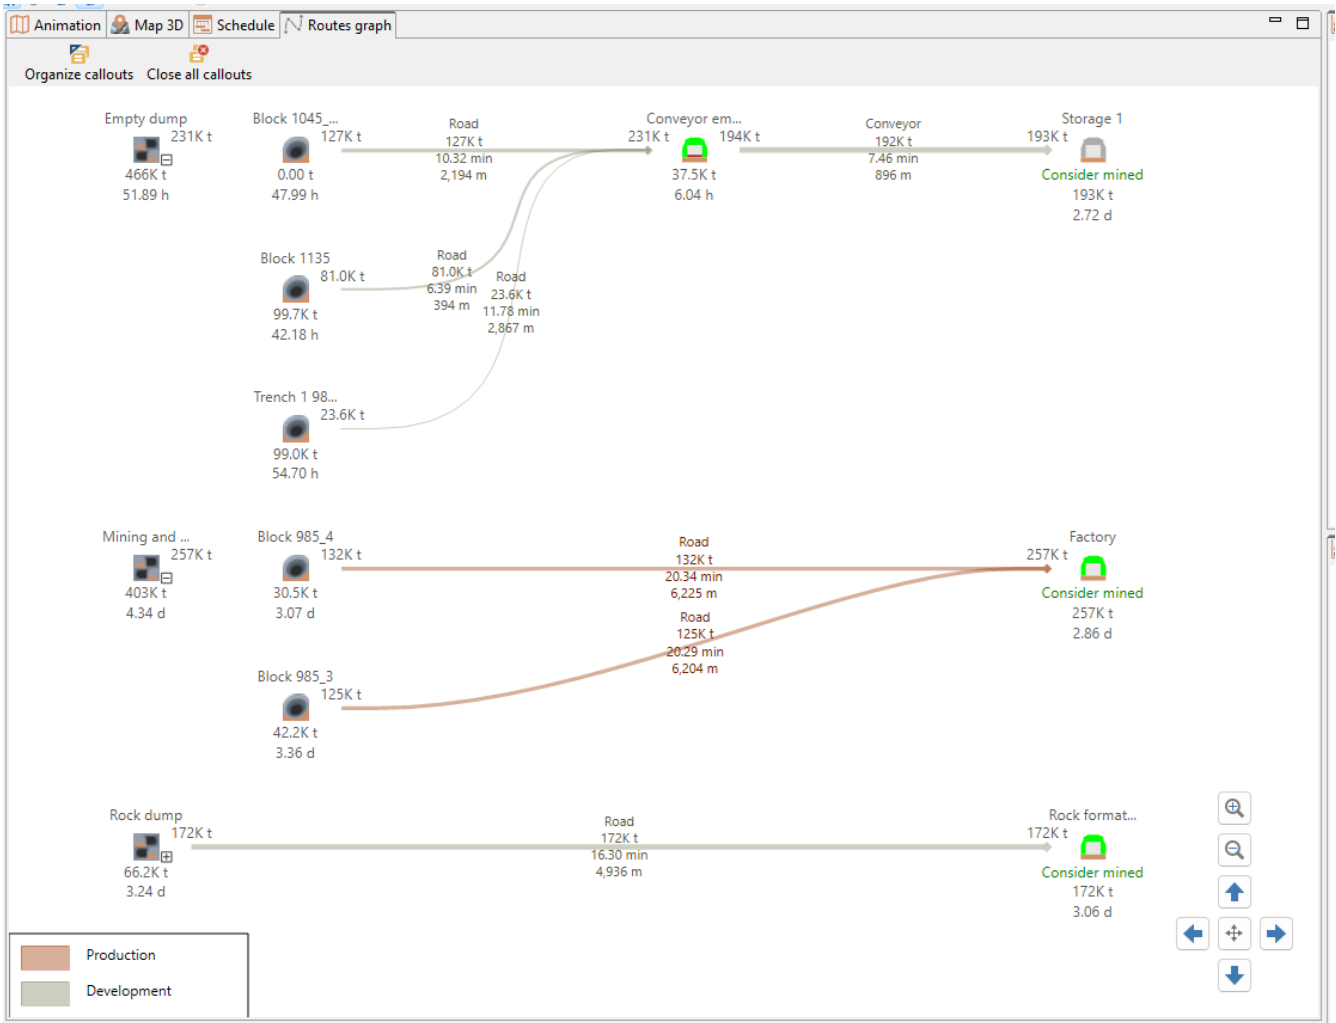 Animation Map 3D Schedule Routes graph
Organize callouts Close all callouts
Empty dump
231K t
466K t
51.89 h
Block 1045_...
127K t
0.00 t
47.99 h
Road
127K t
10.32 min
2,194 m
Conveyor em...
231K t 194K t
37.5K t
6.04 h
Conveyor
192K t
7.46 min
896 m
Storage 1
193K t
Consider mined
193K t
2.72 d
Block 1135
81.0K t
99.7K t
42.18 h
Road
81.0K t
6.39 min
394 m
Road
23.6K t
11.78 min
2,867 m
Trench 1 98...
23.6K t
99.0K t
54.70 h
Mining and ...
257K t
403K t
4.34 d
Block 985_4
132K t
30.5K t
3.07 d
Road
132K t
20.34 min
6,225 m
Factory
257K t
Consider mined
257K t
2.86 d
Road
125K t
20.29 min
6,204 m
Block 985_3
125K t
42.2K t
3.36 d
Rock dump
172K t
66.2K t
3.24 d
Road
172K t
16.30 min
4,936 m
Rock format...
172K t
Consider mined
172K t
3.06 d
Production
Development